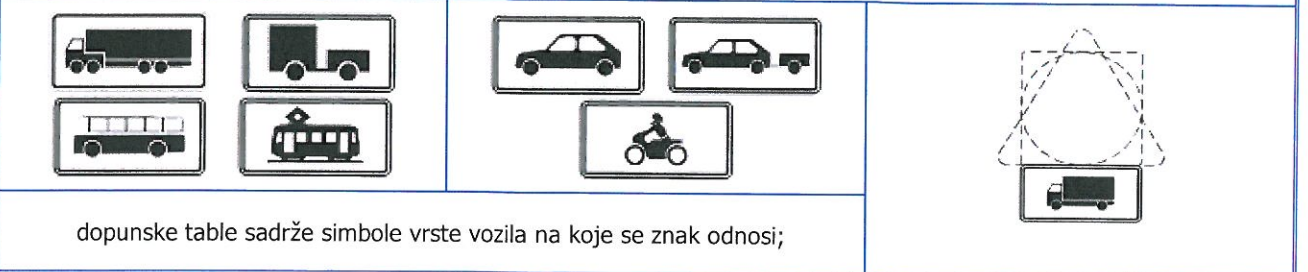 dopunske table sadrže simbole vrste vozila na koje se znak odnosi;